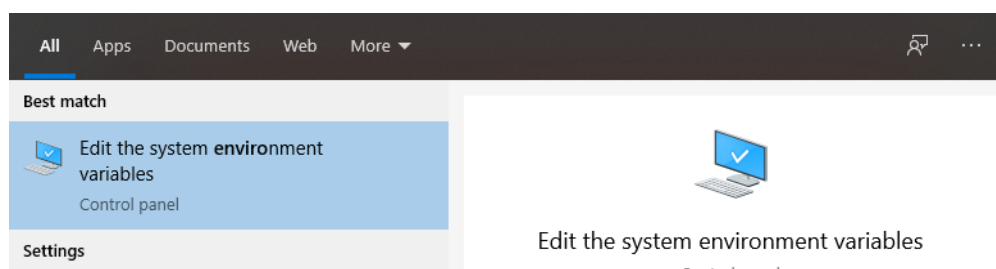 All Apps Documents Web More
Best match
Edit the system environment
variables
Control panel
Settings
Edit the system environment variables